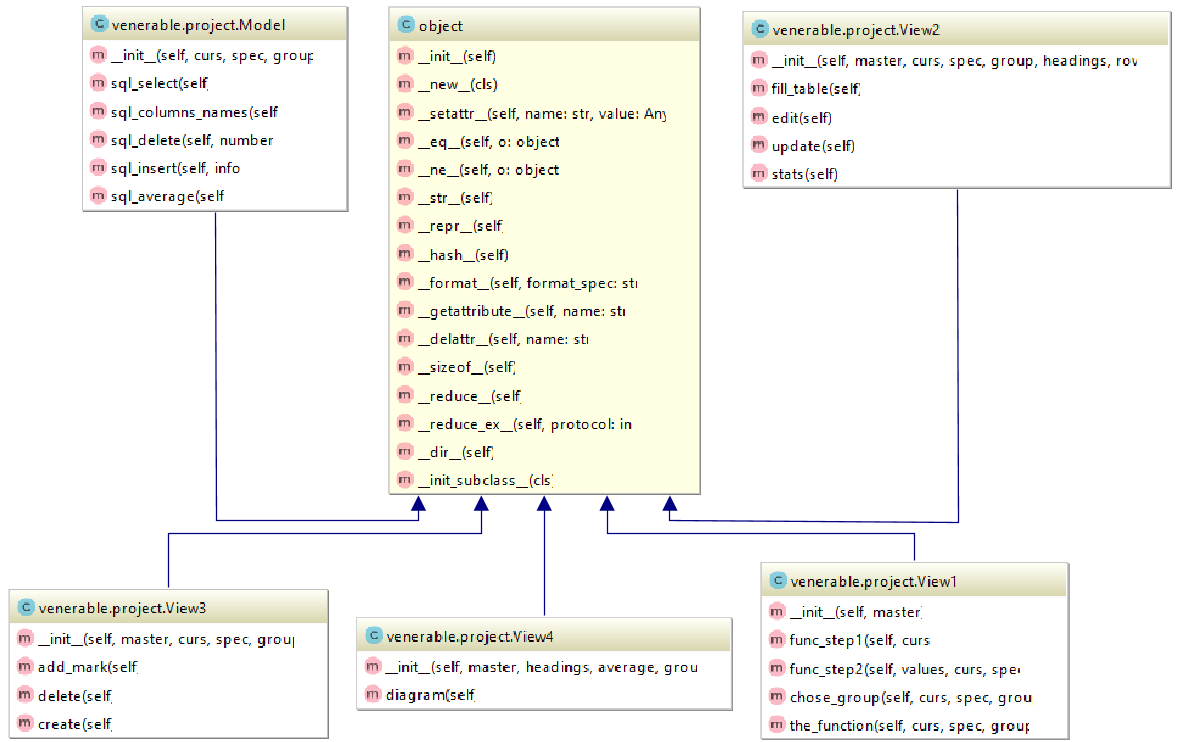 C venerable.project.Model
m __init__(self, curs, spec, group
m sql_select(self)
m sql_columns_names(self
m sql_delete(self, number
m sql_insert(self, info
m sql_average(self
C object
m __init__(self)
m __new__(cls)
m __setattr__(self, name: str, value: Any
m __eq__(self, o: object
m __ne__(self, o: object
m __str__(self)
m __repr__(self)
m __hash__(self)
m __format__(self, format_spec: str
m __getattribute__(self, name: str
m __delattr__(self, name: str
m __sizeof__(self)
m __reduce__(self)
m __reduce_ex__(self, protocol: in
m __dir__(self)
m __init_subclass__(cls)
C venerable.project.View2
m __init__(self, master, curs, spec, group, headings, rov
m fill_table(self)
m edit(self)
m update(self)
m stats(self)
C venerable.project.View3
m __init__(self, master, curs, spec, group
m add_mark(self)
m delete(self)
m create(self)
C venerable.project.View4
m __init__(self, master, headings, average, grou
m diagram(self)
C venerable.project.View1
m __init__(self, master)
m func_step1(self, curs
m func_step2(self, values, curs, spec
m chose_group(self, curs, spec, grou
m the_function(self, curs, spec, group